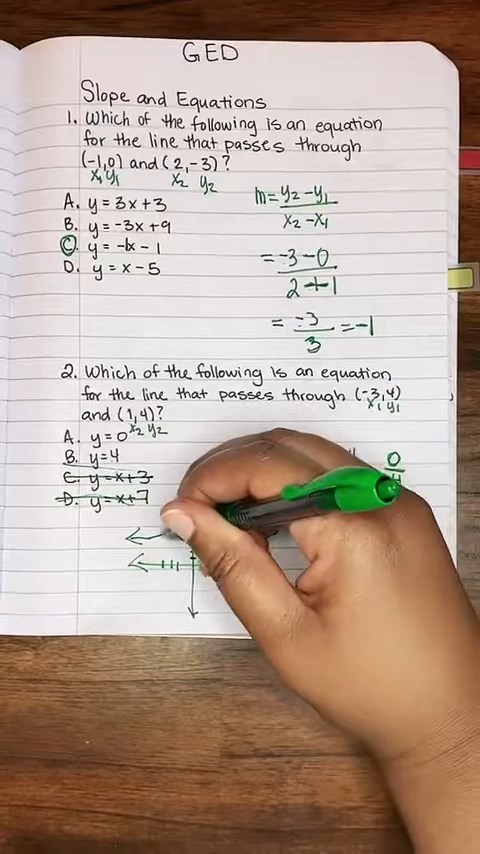 GED
Slope and Equations
1. Which of the following is an equation
for the line that passes through
(-1,0) and (2,-3)?
x₁ y₁ x₂ y₂
A. y = 3x+3
B. y = -3x+9
C. y = -1x - 1
D. y = x - 5
m = y₂ - y₁
x₂ - x₁
= -3 - 0
2 + 1
= -3 = -1
3
2. Which of the following is an equation
for the line that passes through (-3,4)
x₁ y₁
and (1,4)?
x₂ y₂
A. y = 0
B. y = 4
C. y = x+3
D. y = x+7
0